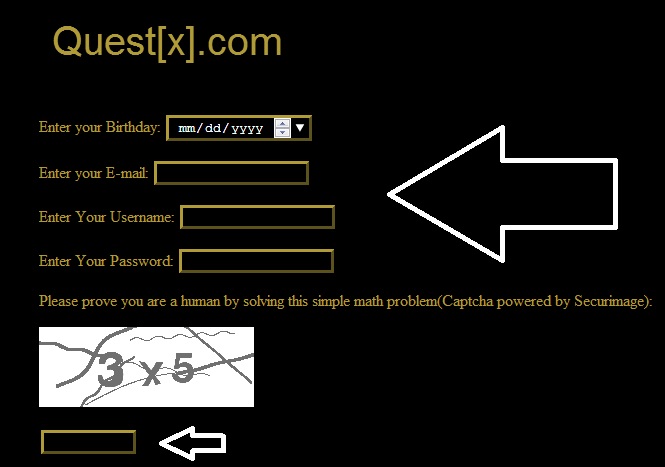 Quest[x].com
Enter your Birthday: mm/dd/yyyy
Enter your E-mail:
Enter Your Username:
Enter Your Password:
Please prove you are a human by solving this simple math problem(Captcha powered by Securimage):
3 x 5